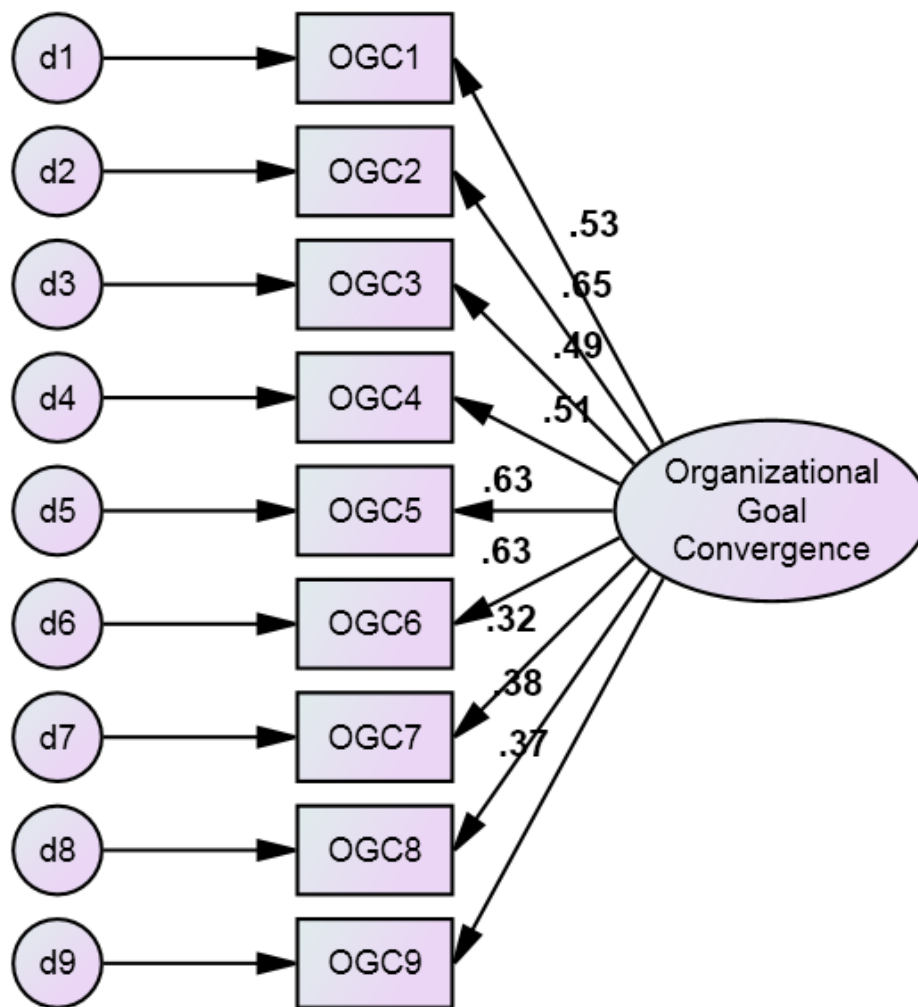 d1
OGC1
d2
OGC2
.53
d3
OGC3
.65
.49
d4
OGC4
.51
d5
OGC5
.63
Organizational
Goal
Convergence
.63
d6
OGC6
.32
.38
d7
OGC7
.37
d8
OGC8
d9
OGC9